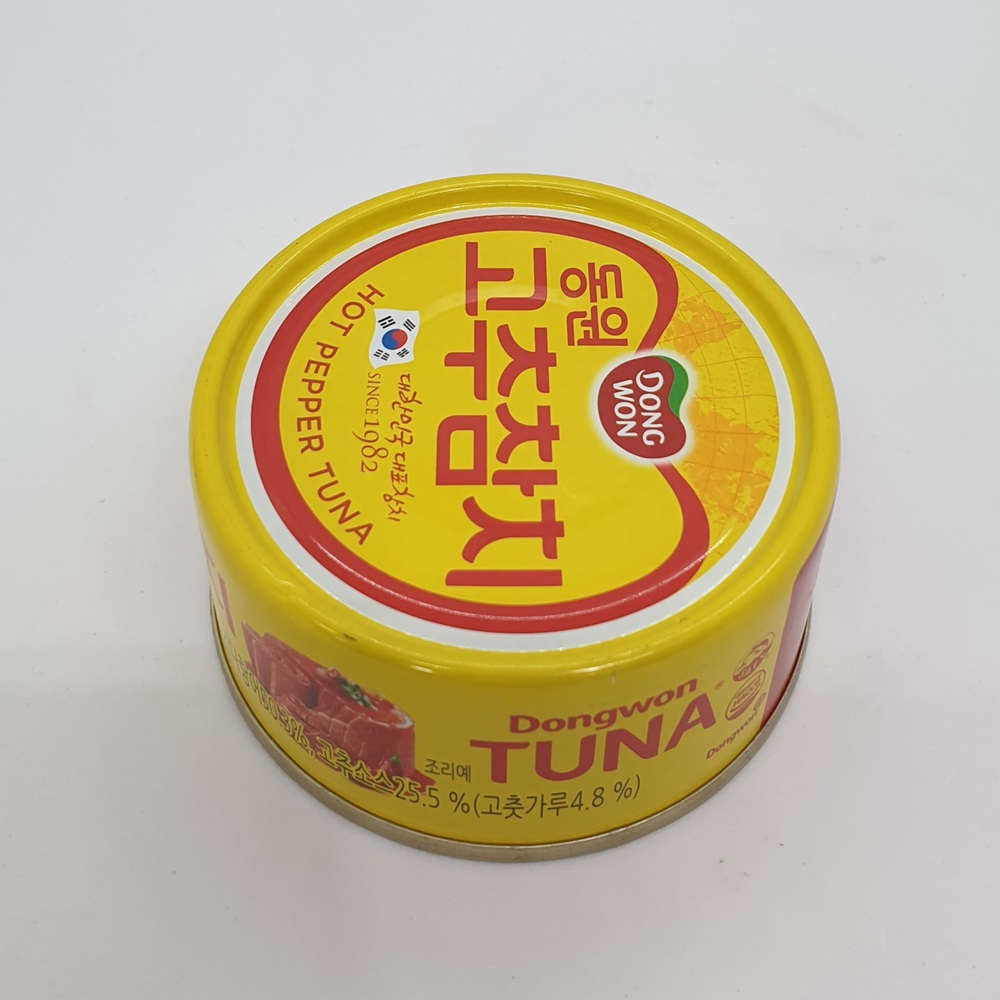 동원
고추참치
DONG
WON
대한민국 대표참치
SINCE 1982
HOT PEPPER TUNA
Dongwon
TUNA
조리예
고추소스25.5 %(고춧가루4.8 %)
Dongwon